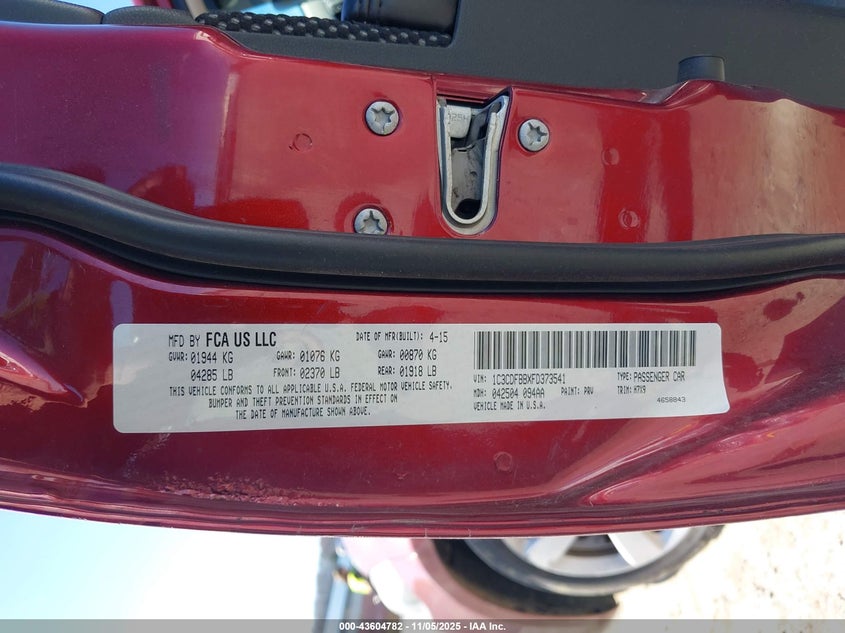 MFD BY FCA US LLC DATE OF MFR(BUILT): 4-15
GVWR: 01944 KG GAWR: 01076 KG GAWR: 00870 KG
04285 LB FRONT: 02370 LB REAR: 01918 LB
THIS VEHICLE CONFORMS TO ALL APPLICABLE U.S.A. FEDERAL MOTOR VEHICLE SAFETY,
BUMPER AND THEFT PREVENTION STANDARDS IN EFFECT ON
THE DATE OF MANUFACTURE SHOWN ABOVE.
VIN: 1C3CDFBBXFD373541 TYPE: PASSENGER CAR
MDH: 042504 094AA PAINT: PRV TRIM: H7X9
VEHICLE MADE IN U.S.A. 4658843
000-43604782 - 11/05/2025 - IAA Inc.